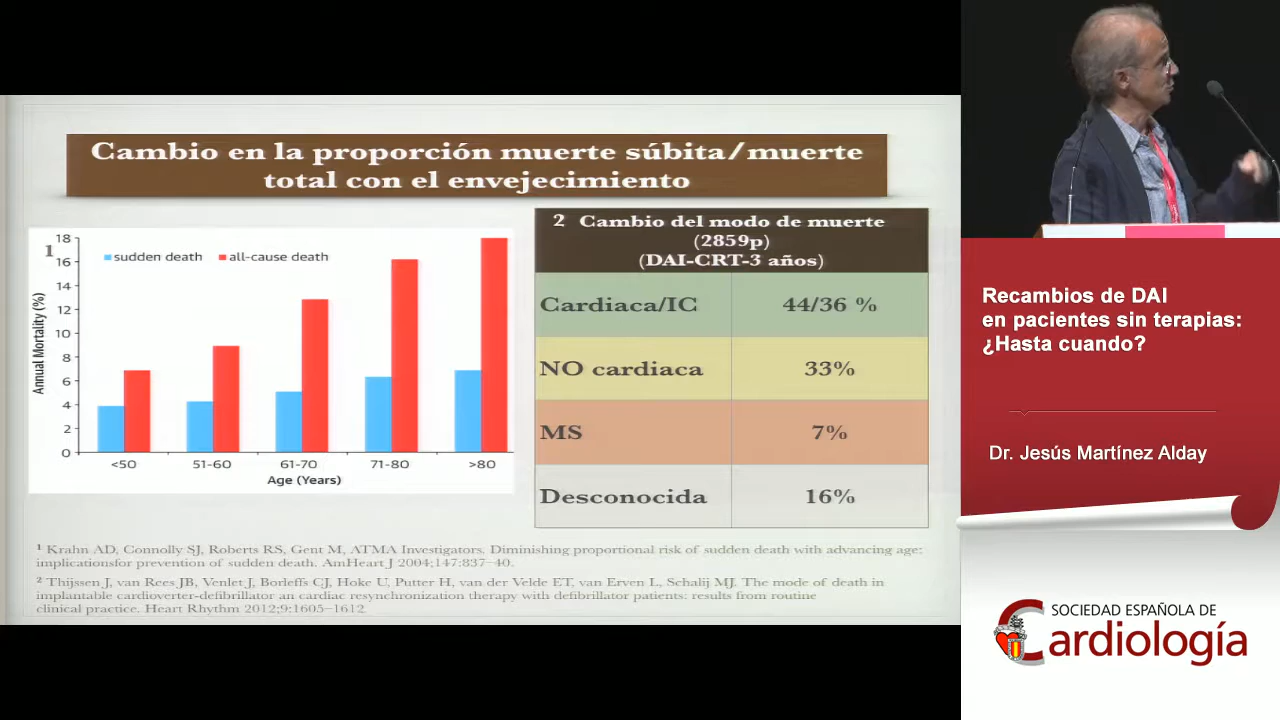 Cambio en la proporción muerte súbita/muerte
total con el envejecimiento
1
sudden death
all-cause death
Annual Mortality (%)
18
16
14
12
10
8
6
4
2
0
<50
51-60
61-70
71-80
>80
Age (Years)
2 Cambio del modo de muerte
(2859p)
(DAI-CRT-3 años)
Cardiaca/IC 44/36 %
NO cardiaca 33%
MS 7%
Desconocida 16%
1 Krahn AD, Connolly SJ, Roberts RS, Gent M, ATMA Investigators. Diminishing proportional risk of sudden death with advancing age:
implicationsfor prevention of sudden death. AmHeart J 2004;147:837–40.
2 Thijssen J, van Rees JB, Venlet J, Borleffs CJ, Hoke U, Putter H, van der Velde ET, van Erven L, Schalij MJ. The mode of death in
implantable cardioverter-defibrillator an cardiac resynchronization therapy with defibrillator patients: results from routine
clinical practice. Heart Rhythm 2012;9:1605–1612.
Recambios de DAI
en pacientes sin terapias:
¿Hasta cuando?
Dr. Jesús Martínez Alday
SOCIEDAD ESPAÑOLA DE
Cardiología